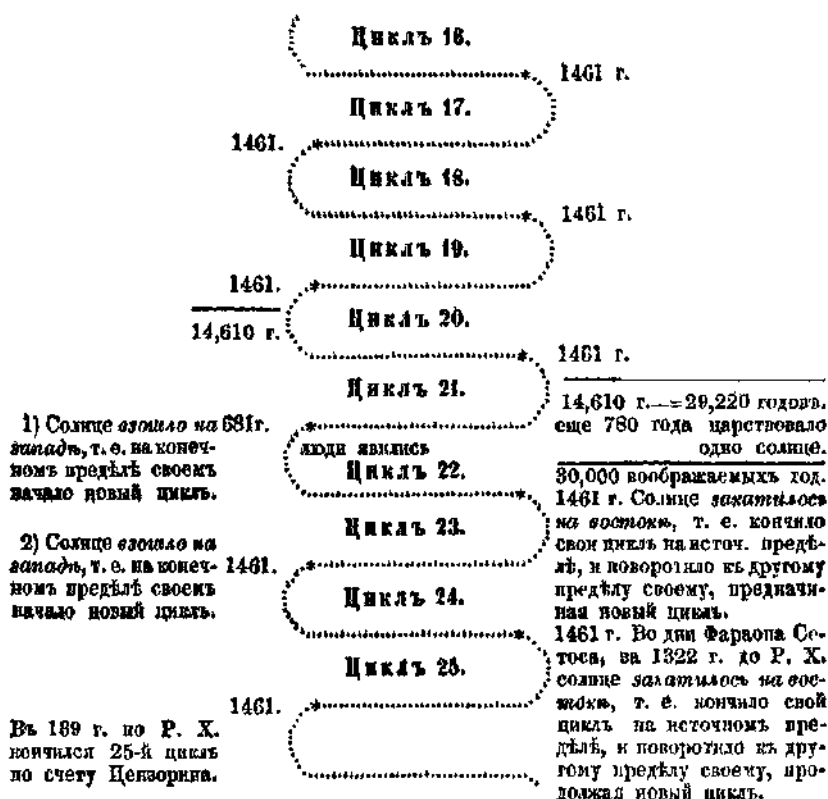 Циклъ 16.
1461 г.
Циклъ 17.
1461.
Циклъ 18.
1461 г.
Циклъ 19.
1461.
14,610 г.
Циклъ 20.
1461 г.
Циклъ 21.
14,610 г.—=29,220 годовъ.
еще 780 года царствовало
одно солнце.
30,000 воображаемыхъ год.
1) Солнце взошло на 681г.
западѣ, т. е. на конеч-
номъ предѣлѣ своемъ
начало новый циклъ.
люди явились
Циклъ 22.
1461 г. Солнце закатилось
на востокѣ, т. е. кончило
свой циклъ на источ. предѣ-
лѣ, и поворотило къ другому
предѣлу своему, предначи-
ная новый циклъ.
Циклъ 23.
2) Солнце взошло на
западѣ, т. е. на конеч- 1461.
номъ предѣлѣ своемъ
начало новый циклъ.
Циклъ 24.
1461 г. Во дни Фараона Се-
тоса, за 1322 г. до Р. Х.
солнце закатилось на вос-
токѣ, т. е. кончило свой
циклъ на источномъ пре-
дѣлѣ, и поворотило къ дру-
гому предѣлу своему, про-
должая новый циклъ.
Циклъ 25.
1461.
Въ 139 г. по Р. Х.
кончился 25-й циклъ
по счету Цензорина.